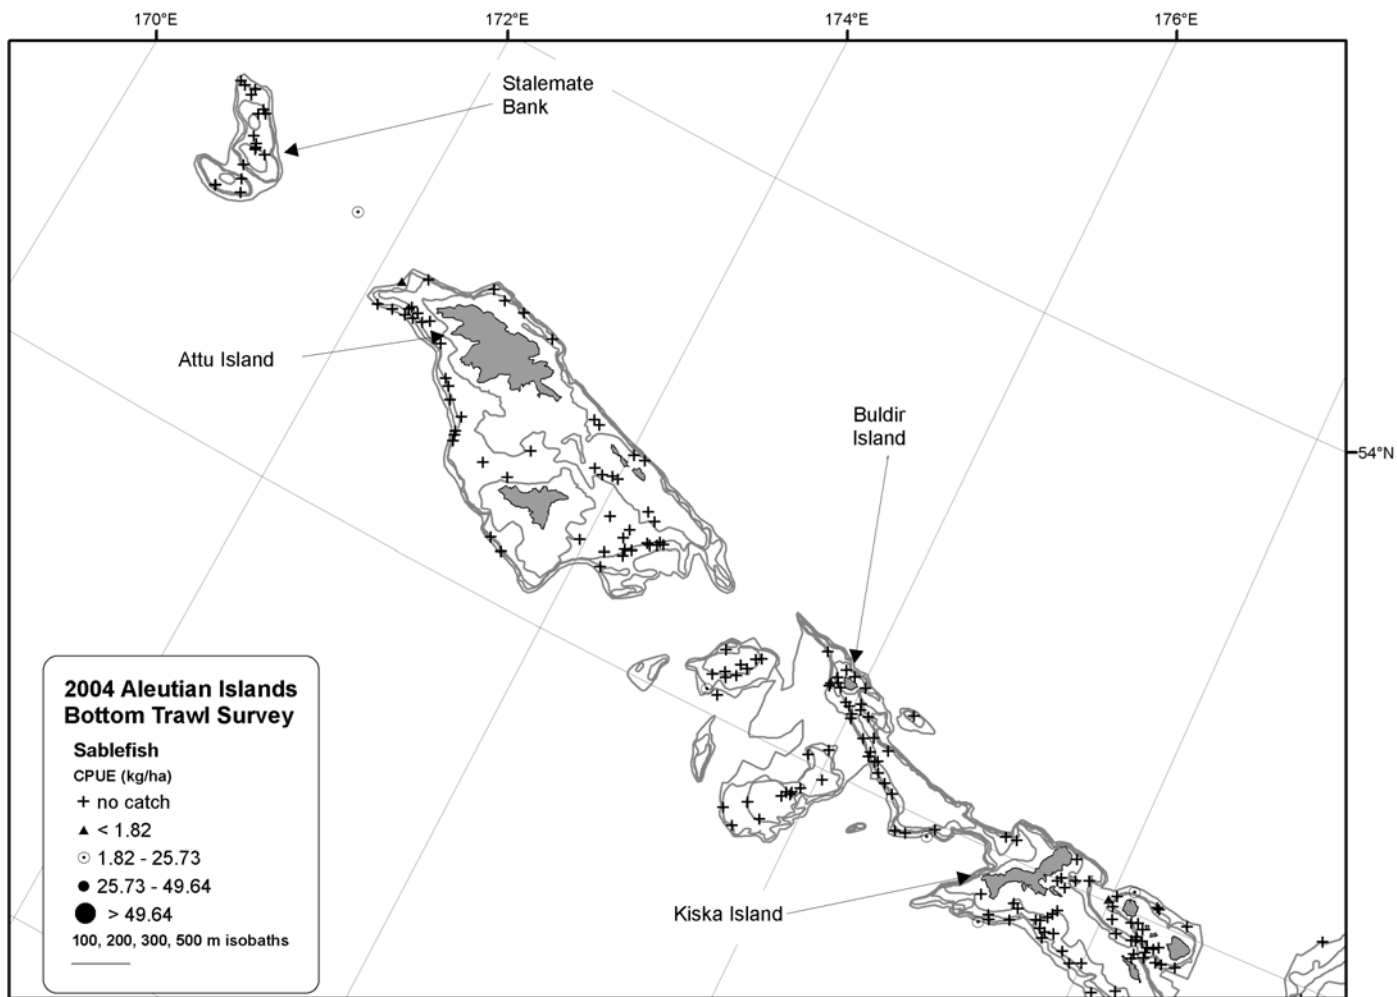 170°E
172°E
174°E
176°E
Stalemate
Bank
Attu Island
Buldir
Island
54°N
Kiska Island
2004 Aleutian Islands
Bottom Trawl Survey
Sablefish
CPUE (kg/ha)
no catch
< 1.82
1.82 - 25.73
25.73 - 49.64
> 49.64
100, 200, 300, 500 m isobaths